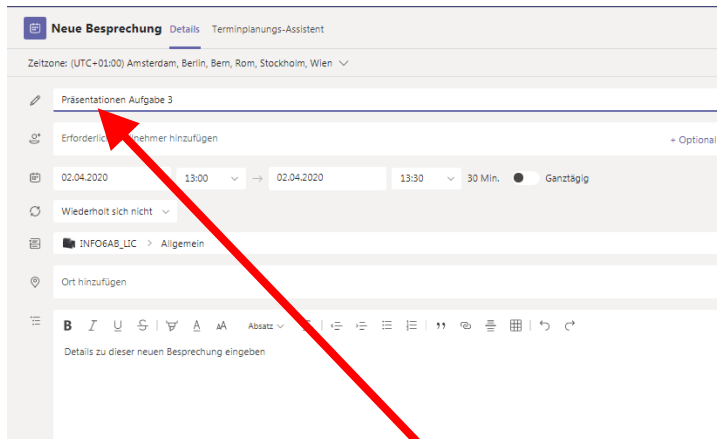 Neue Besprechung Details Terminplanungs-Assistent
Zeitzone: (UTC+01:00) Amsterdam, Berlin, Bern, Rom, Stockholm, Wien
Präsentationen Aufgabe 3
hinzufügen + Optional
02.04.2020 13:00 → 02.04.2020 13:30 30 Min. Ganztägig
Wiederholt sich nicht
INFO6AB_LIC > Allgemein
Ort hinzufügen
B I U S A AA Absatz
Details zu dieser neuen Besprechung eingeben